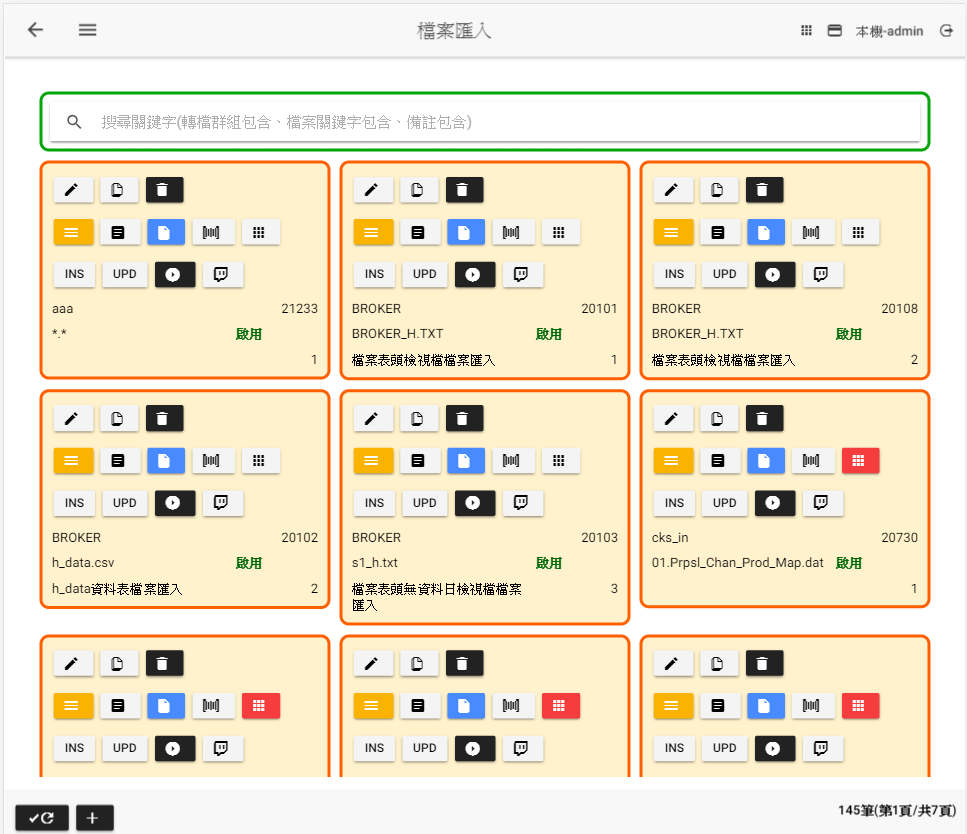 檔案匯入
本機-admin
搜尋關鍵字(轉檔群組包含、檔案關鍵字包含、備註包含)
INS UPD
aaa 21233
*.* 啟用
1
INS UPD
BROKER 20101
BROKER_H.TXT 啟用
檔案表頭檢視檔檔案匯入 1
INS UPD
BROKER 20108
BROKER_H.TXT 啟用
檔案表頭檢視檔檔案匯入 2
INS UPD
BROKER 20102
h_data.csv 啟用
h_data資料表檔案匯入 2
INS UPD
BROKER 20103
s1_h.txt 啟用
檔案表頭無資料日檢視檔檔案 3
匯入
INS UPD
cks_in 20730
01.Prpsl_Chan_Prod_Map.dat 啟用
1
INS UPD
INS UPD
INS UPD
145筆(第1頁/共7頁)